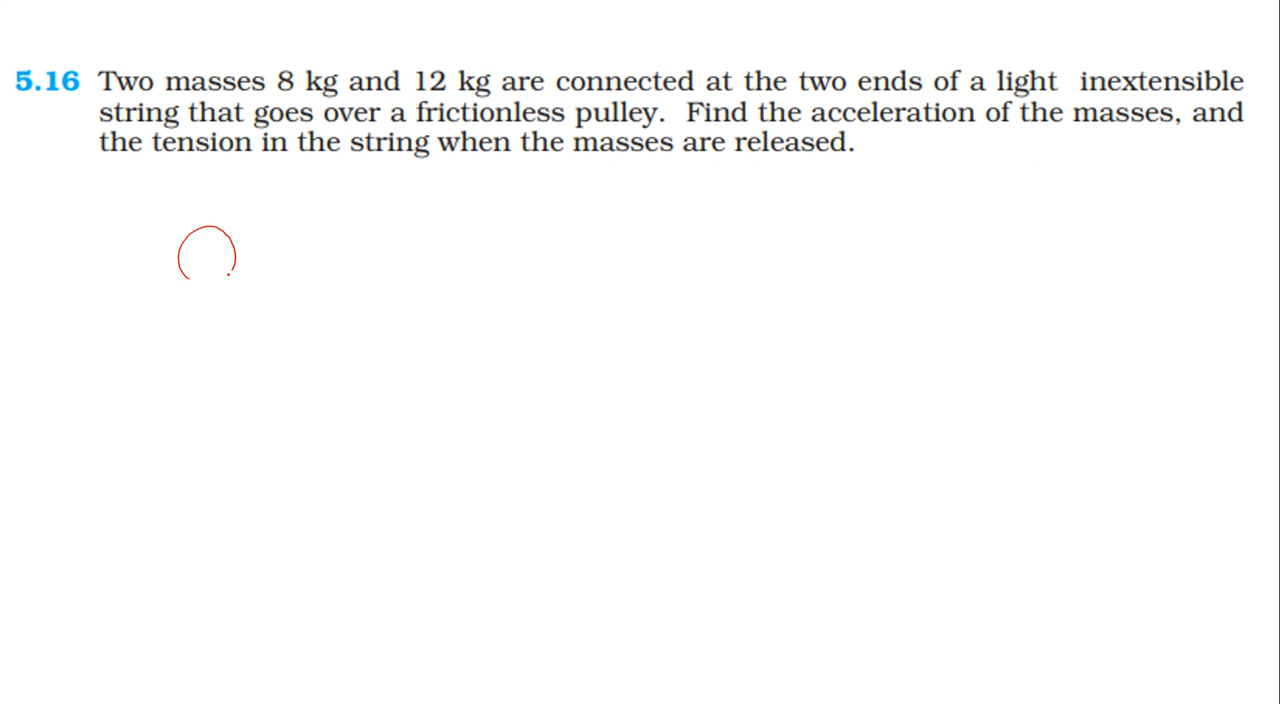 5.16 Two masses 8 kg and 12 kg are connected at the two ends of a light inextensible
string that goes over a frictionless pulley. Find the acceleration of the masses, and
the tension in the string when the masses are released.